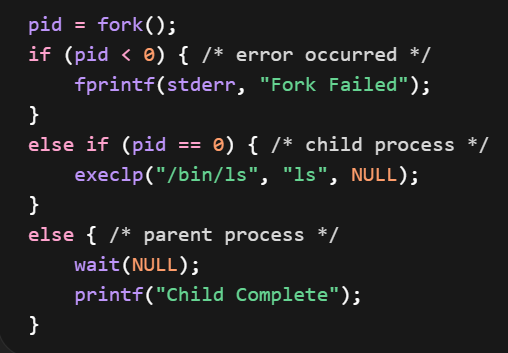 pid = fork();
if (pid < 0) { /* error occurred */
    fprintf(stderr, "Fork Failed");
}
else if (pid == 0) { /* child process */
    execlp("/bin/ls", "ls", NULL);
}
else { /* parent process */
    wait(NULL);
    printf("Child Complete");
}